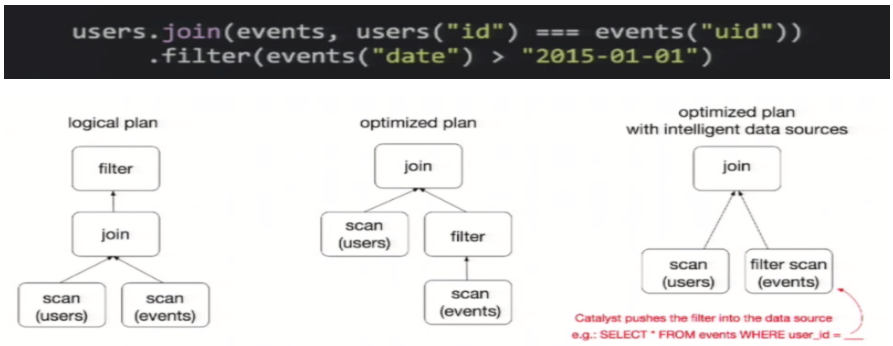 users.join(events, users("id") === events("uid"))
.filter(events("date") > "2015-01-01")
logical plan
filter
join
scan
(users)
scan
(events)
optimized plan
join
scan
(users)
filter
scan
(events)
optimized plan
with intelligent data sources
join
scan
(users)
filter scan
(events)
Catalyst pushes the filter into the data source
e.g.: SELECT * FROM events WHERE user_id = ___